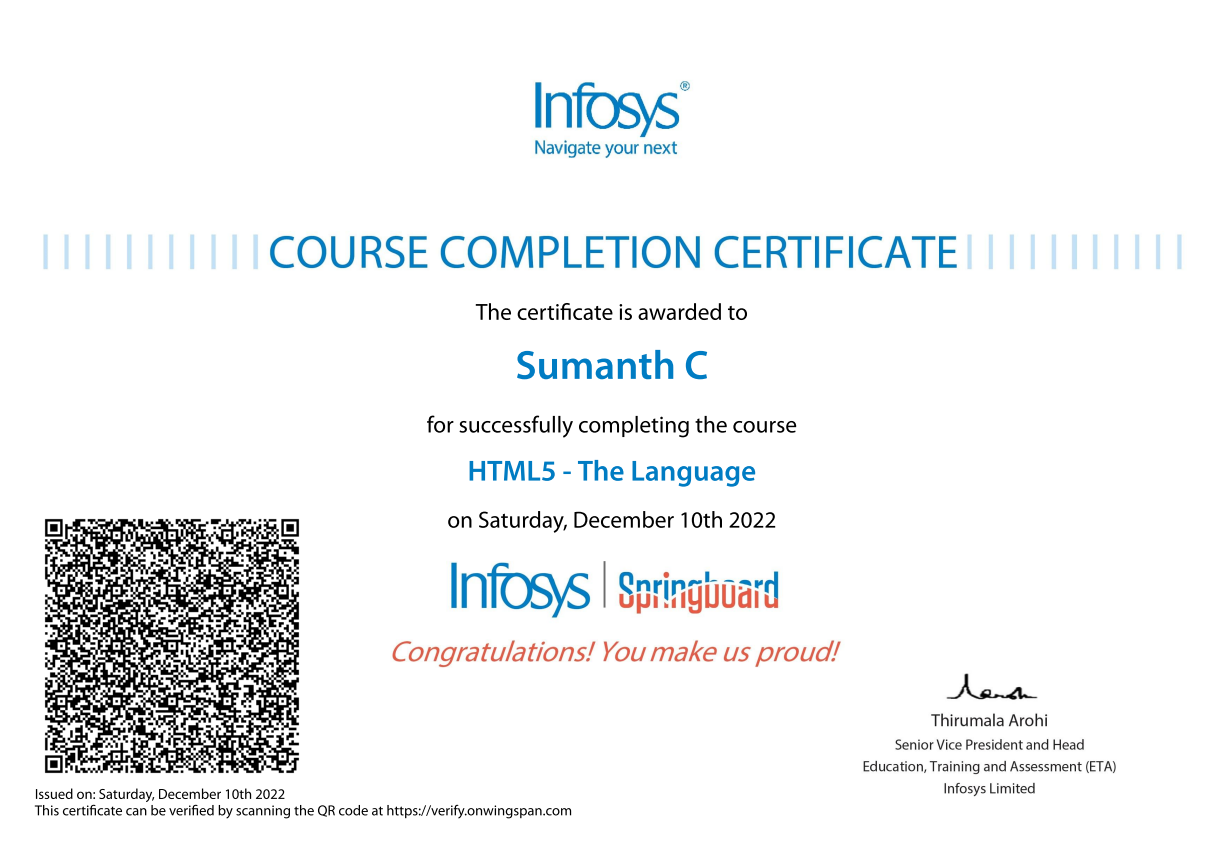 Infosys®
Navigate your next
COURSE COMPLETION CERTIFICATE
The certificate is awarded to
Sumanth C
for successfully completing the course
HTML5 - The Language
on Saturday, December 10th 2022
Infosys | Springboard
Congratulations! You make us proud!
Thirumala Arohi
Senior Vice President and Head
Education, Training and Assessment (ETA)
Infosys Limited
Issued on: Saturday, December 10th 2022
This certificate can be verified by scanning the QR code at https://verify.onwingspan.com